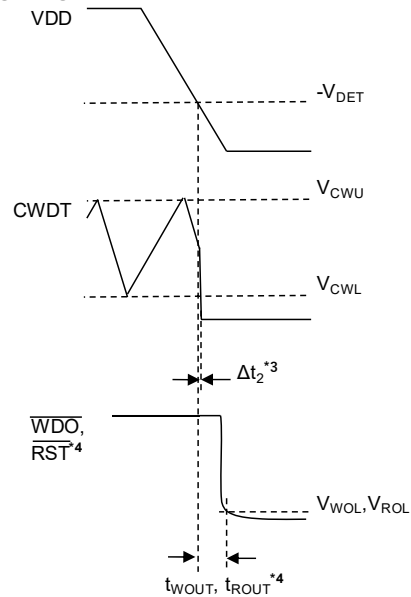 VDD
-VDET
VCWU
CWDT
VCWL
Δt2*3
WDO,
RST*4
VWOL,VROL
tWOUT, tROUT*4